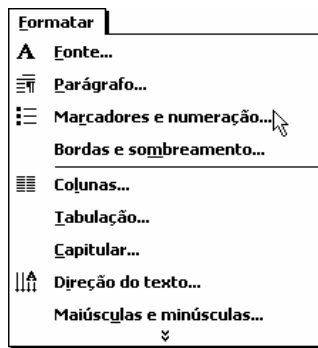 Formatar
Fonte...
Parágrafo...
Marcadores e numeração...
Bordas e sombreamento...
Colunas...
Tabulação...
Capitular...
Direção do texto...
Maiúsculas e minúsculas...